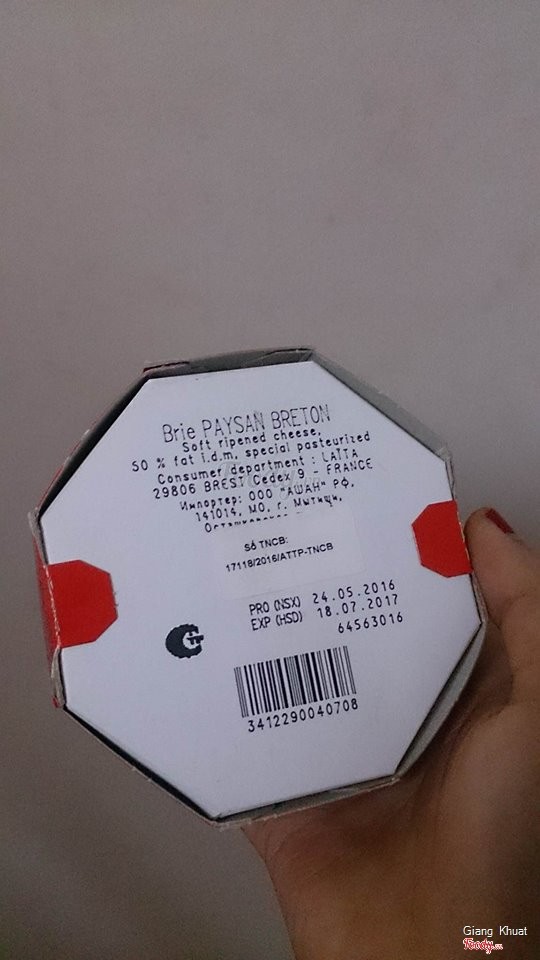 Brie PAYSAN BRETON
Soft ripened cheese,
50 % fat i.d.m, special pasteurized
Consumer department : LAÏTA
29806 BREST Cedex 9 - FRANCE
Импортер: ООО "АШАН" РФ,
141014, МО, г. Мытищи,
Số TNCB:
17118/2016/ATTP-TNCB
PRO (NSX) 24.05.2016
EXP (HSD) 18.07.2017
64563016
3412290040708
Giang Khuat
Foody.vn